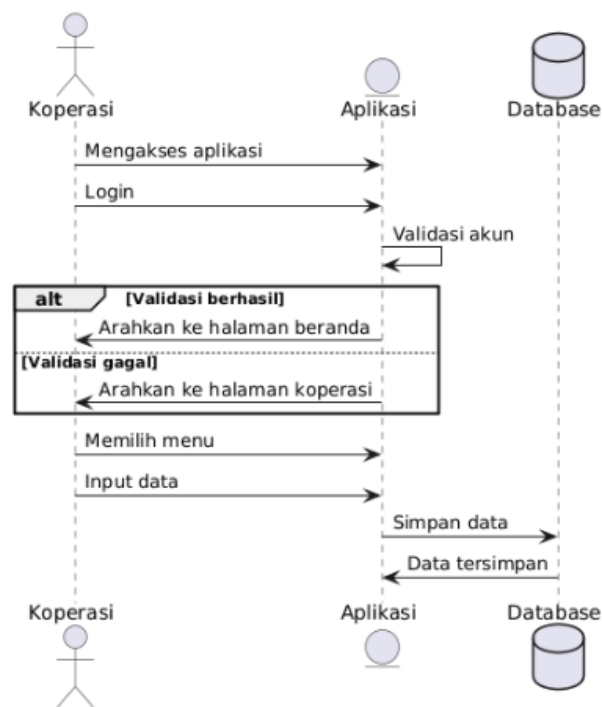 Koperasi
Aplikasi
Database
Mengakses aplikasi
Login
Validasi akun
alt
[Validasi berhasil]
Arahkan ke halaman beranda
[Validasi gagal]
Arahkan ke halaman koperasi
Memilih menu
Input data
Simpan data
Data tersimpan
Koperasi
Aplikasi
Database